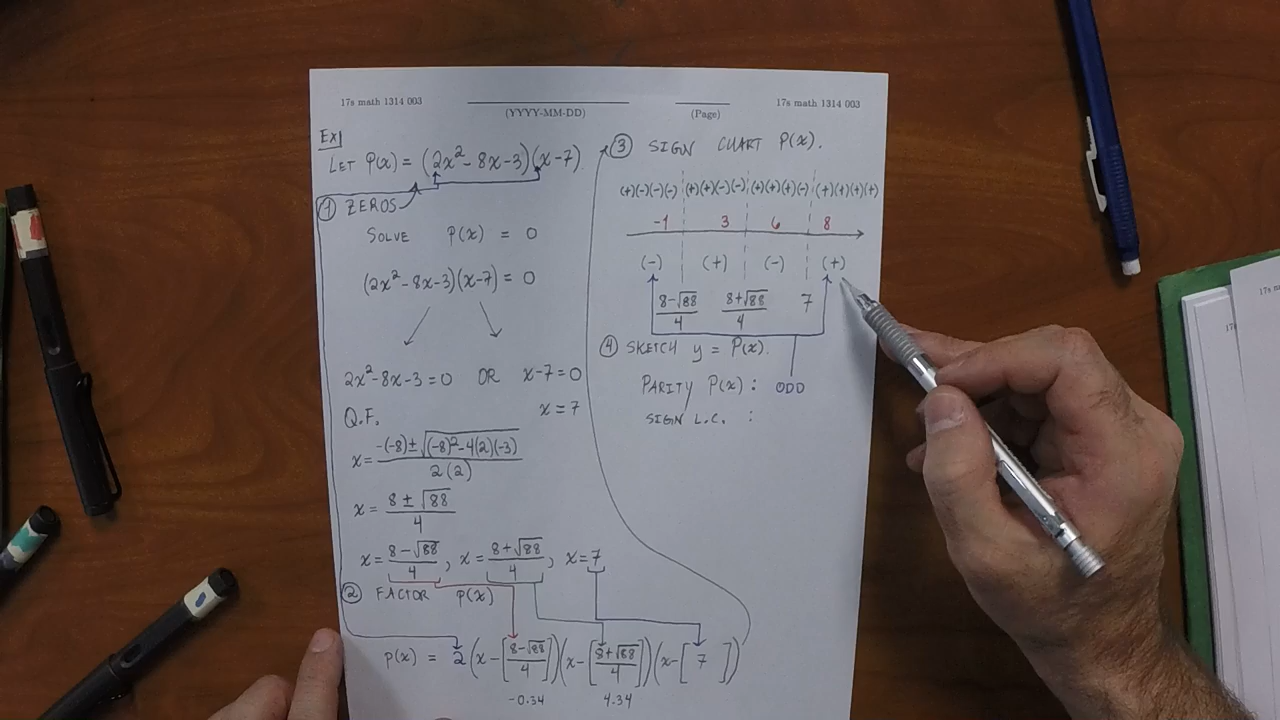 17s math 1314 003
(YYYY-MM-DD)
(Page)
17s math 1314 003
Ex|
LET P(x) = (2x²-8x-3)(x-7).
① ZEROS
SOLVE P(x) = 0
(2x²-8x-3)(x-7) = 0
2x²-8x-3=0 OR x-7=0
x=7
Q.F.
x= -(-8)±√(-8)²-4(2)(-3)
2(2)
x= 8±√88
4
x= 8-√88 / 4 , x= 8+√88 / 4 , x=7
② FACTOR P(x)
P(x) = 2(x-[8-√88 / 4])(x-[8+√88 / 4])(x-[7])
-0.34 4.34
③ SIGN CHART P(x).
(+)(-)(-)(-) (+)(+)(-)(-) (+)(+)(+)(-) (+)(+)(+)(+)
-1 3 6 8
(-) (+) (-) (+)
8-√88 / 4 8+√88 / 4 7
④ SKETCH y = P(x).
PARITY P(x) : ODD
SIGN L.C. :
17
17s